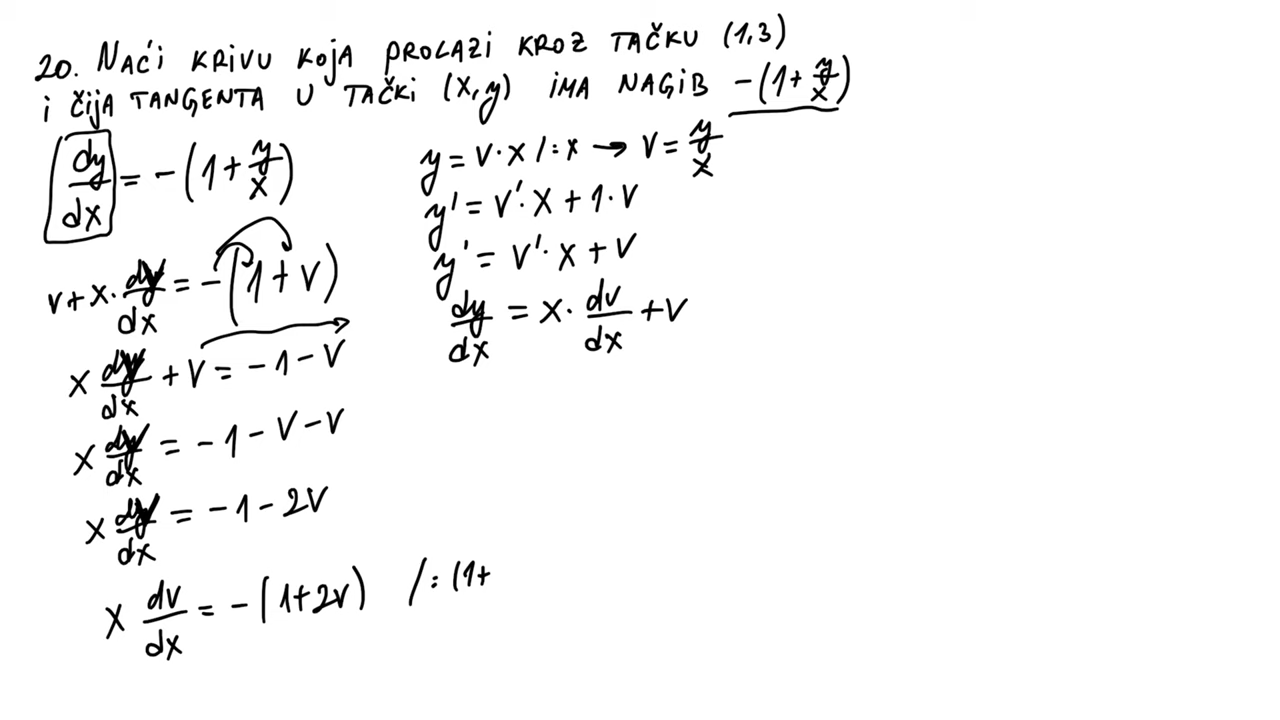 20. NAĆI KRIVU KOJA PROLAZI KROZ TAČKU (1,3)
I ČIJA TANGENTA U TAČKI (x,y) IMA NAGIB -(1+y/x)
dy/dx = -(1+y/x)
v+x·dv/dx = -(1+v)
x dv/dx + v = -1-v
x dv/dx = -1-v-v
x dv/dx = -1-2v
x dv/dx = -(1+2v) /:(1+
y = v·x /:x → v = y/x
y' = v'·x + 1·v
y' = v'·x + v
dy/dx = x·dv/dx + v